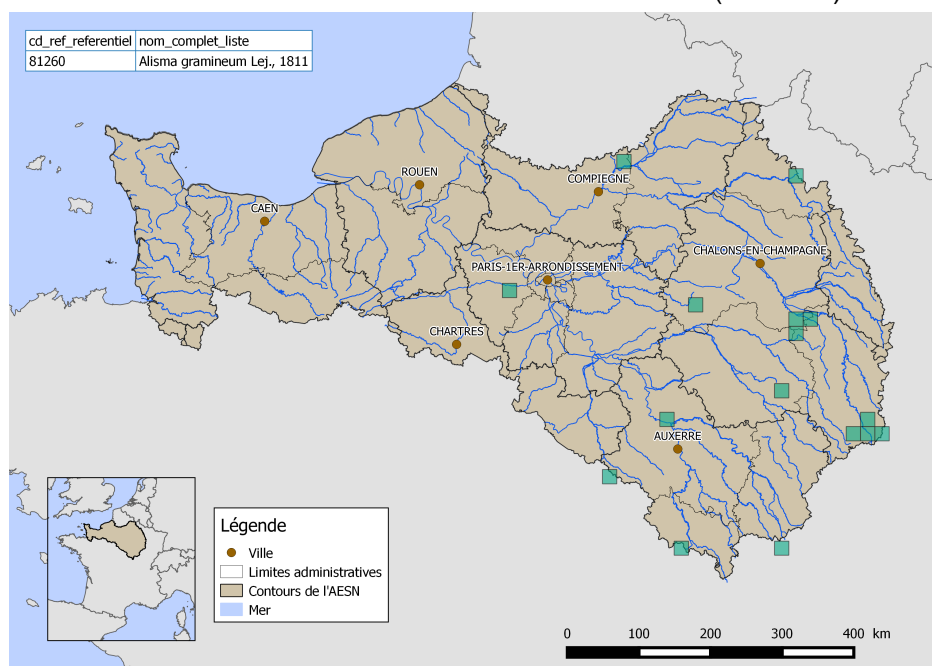 cd_ref_referentiel nom_complet_liste
81260 Alisma gramineum Lej., 1811
ROUEN
COMPIEGNE
CAEN
CHALONS-EN-CHAMPAGNE
PARIS-1ER-ARRONDISSEMENT
CHARTRES
AUXERRE
Légende
Ville
Limites administratives
Contours de l'AESN
Mer
0 100 200 300 400 km